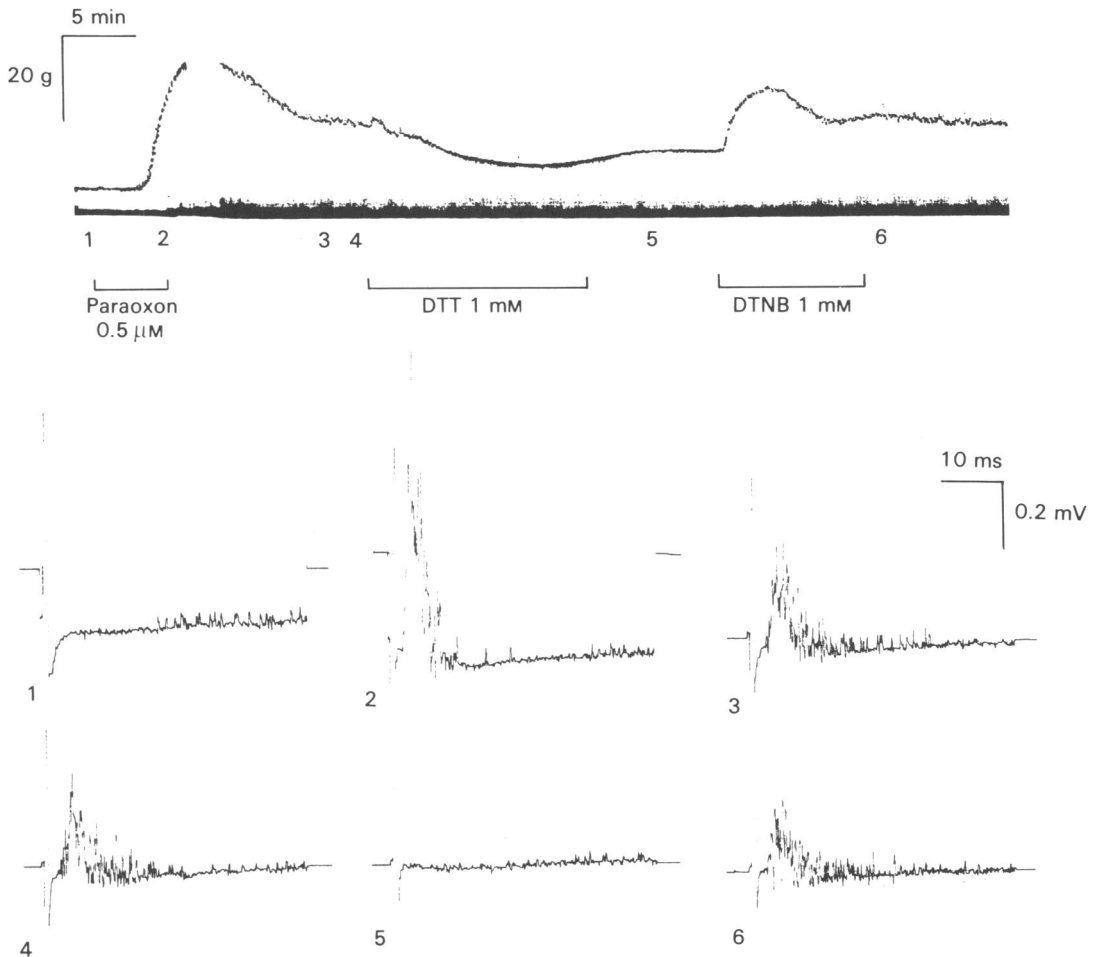 5 min
20 g
1 2 3 4 5 6
Paraoxon
0.5 μM
DTT 1 mM
DTNB 1 mM
10 ms
0.2 mV
1
2
3
4
5
6